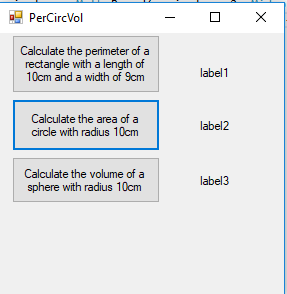 PerCircVol
Calculate the perimeter of a
rectangle with a length of
10cm and a width of 9cm
label1
Calculate the area of a
circle with radius 10cm
label2
Calculate the volume of a
sphere with radius 10cm
label3